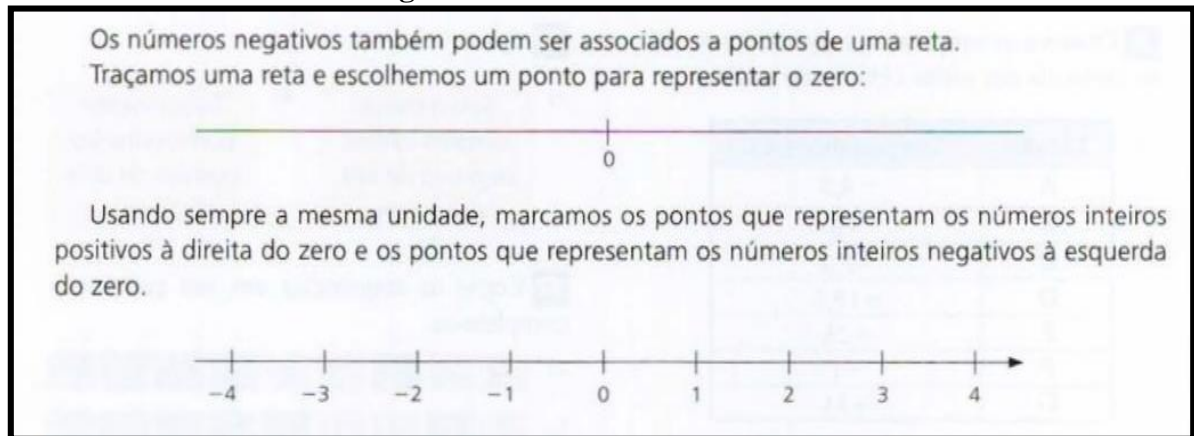 Os números negativos também podem ser associados a pontos de uma reta.
Traçamos uma reta e escolhemos um ponto para representar o zero:
0
Usando sempre a mesma unidade, marcamos os pontos que representam os números inteiros
positivos à direita do zero e os pontos que representam os números inteiros negativos à esquerda
do zero.
−4 −3 −2 −1 0 1 2 3 4